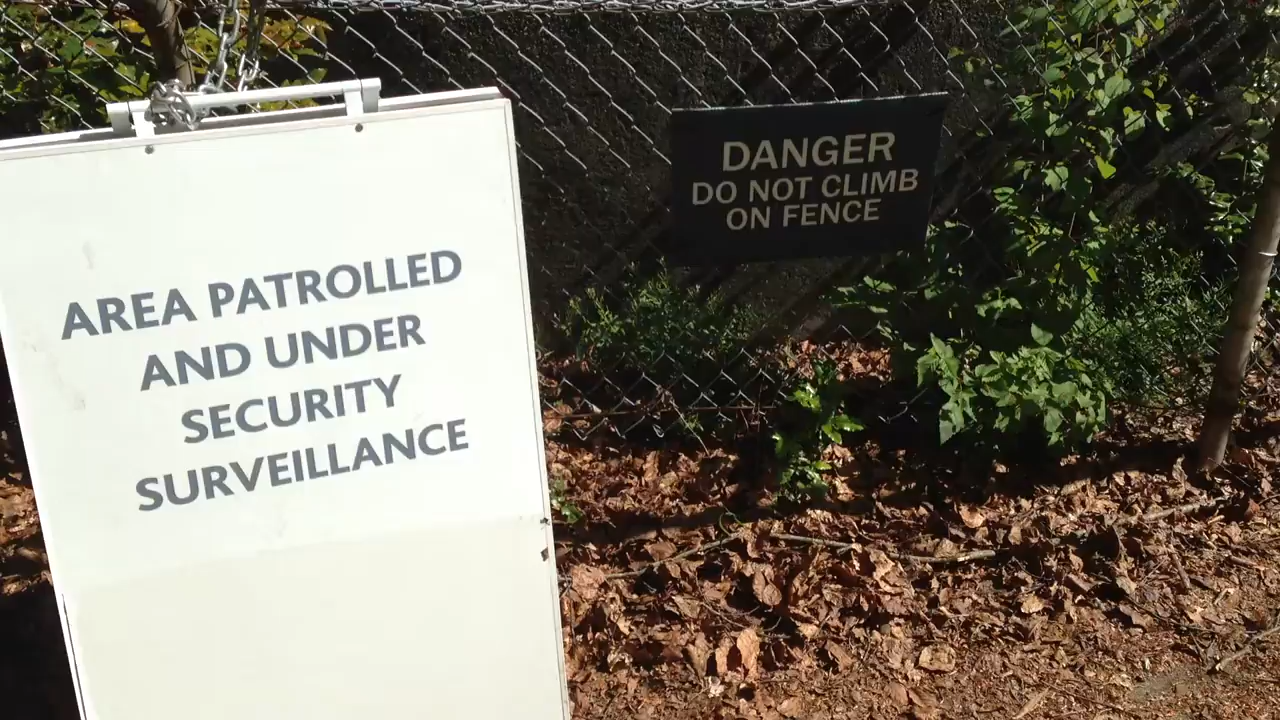 AREA PATROLLED
AND UNDER
SECURITY
SURVEILLANCE
DANGER
DO NOT CLIMB
ON FENCE